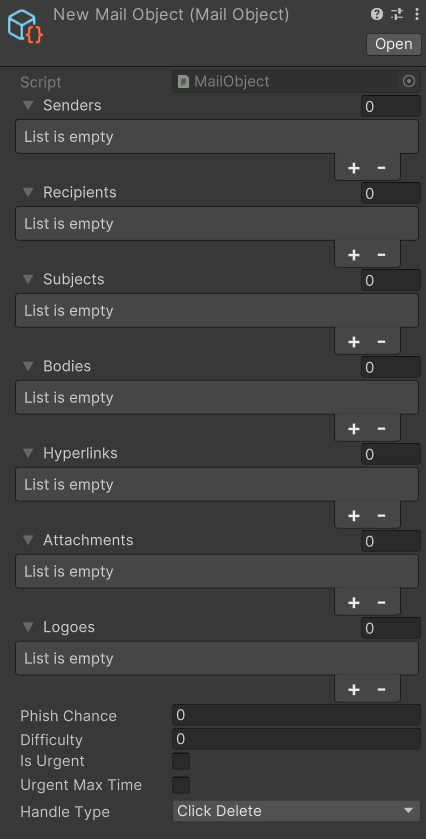 New Mail Object (Mail Object)
Open
Script MailObject
Senders 0
List is empty
+ -
Recipients 0
List is empty
+ -
Subjects 0
List is empty
+ -
Bodies 0
List is empty
+ -
Hyperlinks 0
List is empty
+ -
Attachments 0
List is empty
+ -
Logoes 0
List is empty
+ -
Phish Chance 0
Difficulty 0
Is Urgent
Urgent Max Time
Handle Type Click Delete